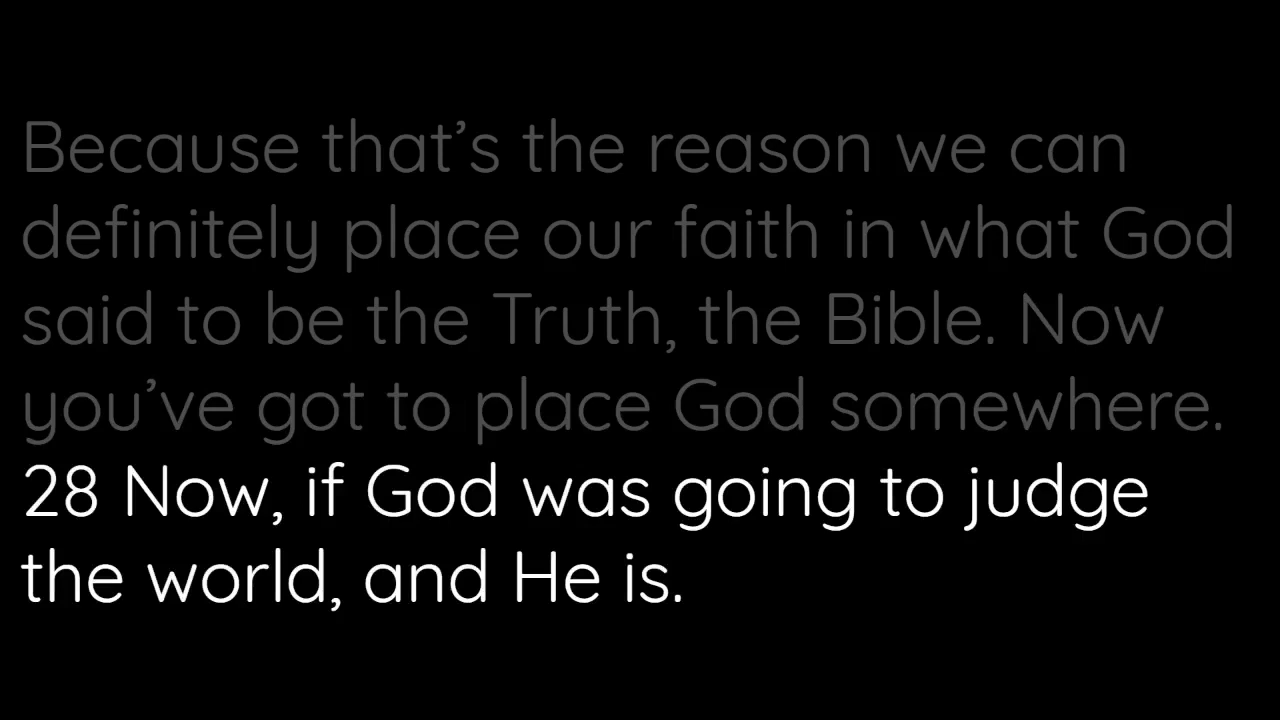 Because that’s the reason we can
definitely place our faith in what God
said to be the Truth, the Bible. Now
you’ve got to place God somewhere.
28 Now, if God was going to judge
the world, and He is.